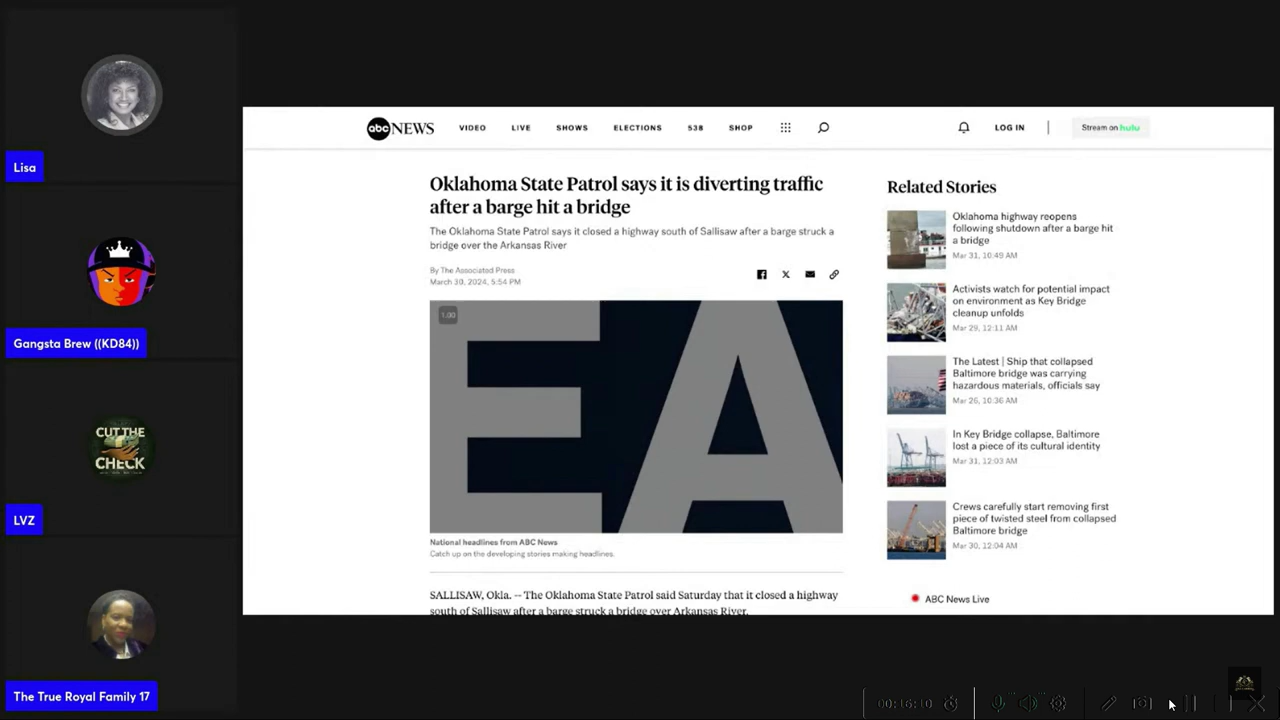 Lisa
Gangsta Brew ((KD84))
CUT THE
CHECK
LVZ
The True Royal Family 17
abc NEWS
VIDEO
LIVE
SHOWS
ELECTIONS
538
SHOP
LOG IN
Stream on hulu
Oklahoma State Patrol says it is diverting traffic
after a barge hit a bridge
The Oklahoma State Patrol says it closed a highway south of Sallisaw after a barge struck a
bridge over the Arkansas River
By The Associated Press
March 30, 2024, 5:54 PM
1:00
EA
National headlines from ABC News
Catch up on the developing stories making headlines.
SALLISAW, Okla. -- The Oklahoma State Patrol said Saturday that it closed a highway
south of Sallisaw after a barge struck a bridge over Arkansas River.
Related Stories
Oklahoma highway reopens
following shutdown after a barge hit
a bridge
Mar 31, 10:49 AM
Activists watch for potential impact
on environment as Key Bridge
cleanup unfolds
Mar 29, 12:11 AM
The Latest | Ship that collapsed
Baltimore bridge was carrying
hazardous materials, officials say
Mar 26, 10:36 AM
In Key Bridge collapse, Baltimore
lost a piece of its cultural identity
Mar 31, 12:03 AM
Crews carefully start removing first
piece of twisted steel from collapsed
Baltimore bridge
Mar 30, 12:04 AM
ABC News Live
00:16:10